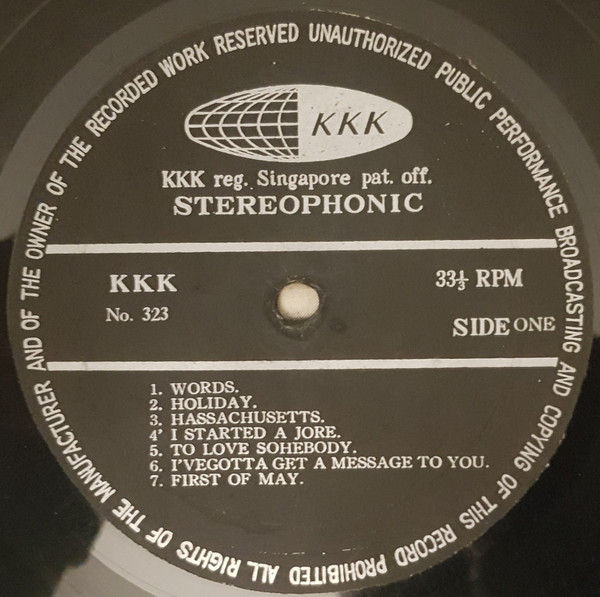 AND OF THE OWNER OF THE RECORDED WORK RESERVED UNAUTHORIZED PUBLIC PERFORMANCE BROADCASTING AND COPYING OF THIS RECORD PROHIBITED ALL RIGHTS OF THE MANUFACTURER
KKK
KKK reg. Singapore pat. off.
STEREOPHONIC
KKK
33⅓ RPM
No. 323
SIDE ONE
1. WORDS.
2. HOLIDAY.
3. HASSACHUSETTS.
4' I STARTED A JORE.
5. TO LOVE SOHEBODY.
6. I'VEGOTTA GET A MESSAGE TO YOU.
7. FIRST OF MAY.